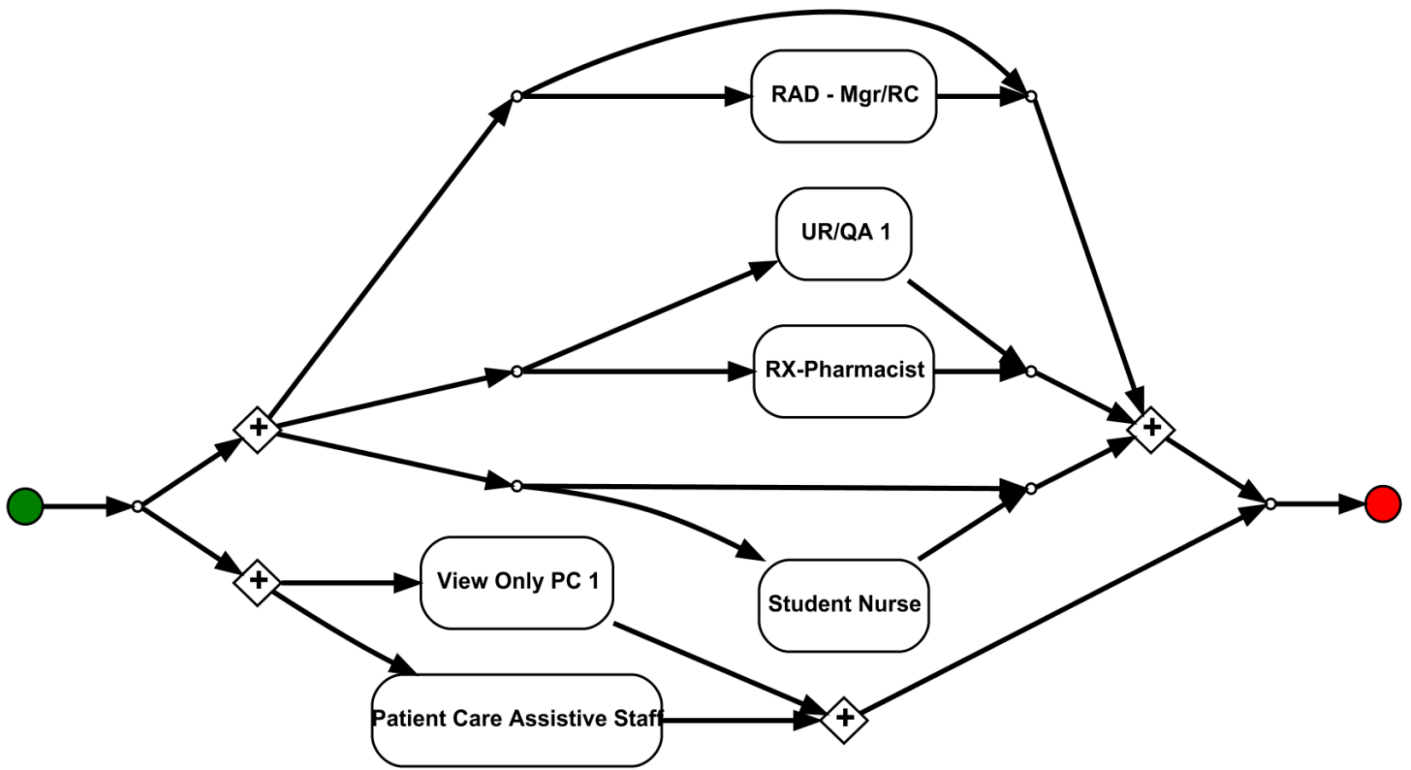 RAD - Mgr/RC
UR/QA 1
RX-Pharmacist
+
+
+
View Only PC 1
Student Nurse
Patient Care Assistive Staff
+